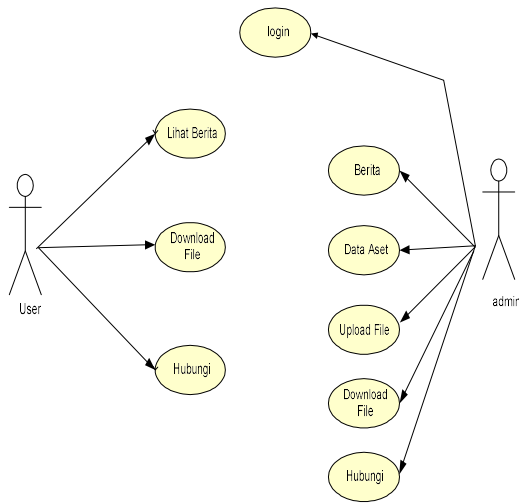 login
Lihat Berita
Download
File
Hubungi
User
Berita
Data Aset
Upload File
Download
File
Hubungi
admin